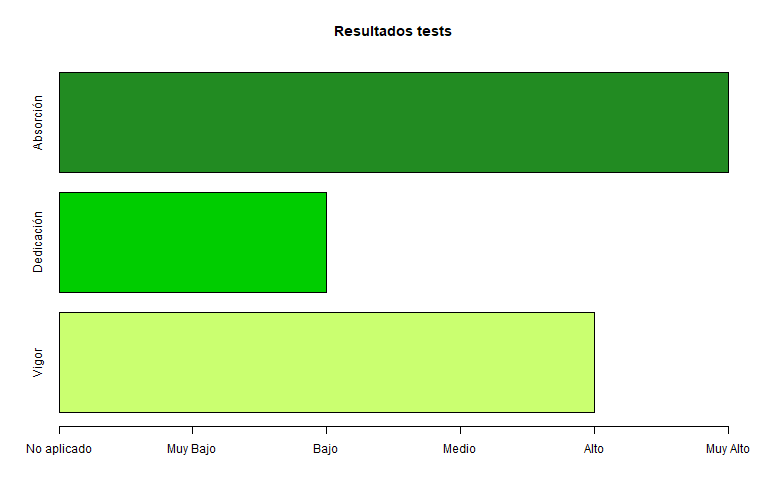 Resultados tests
Absorción
Dedicación
Vigor
No aplicado
Muy Bajo
Bajo
Medio
Alto
Muy Alto